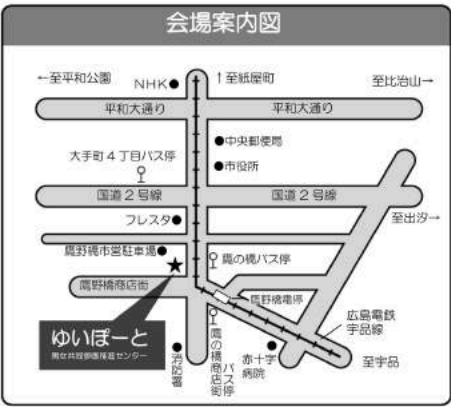 会場案内図
←至平和公園
NHK●
↑至紙屋町
至比治山→
平和大通り
平和大通り
●中央郵便局
大手町4丁目バス停
●市役所
国道2号線
国道2号線
フレスタ●
至出汐→
鷹野橋市営駐車場●
鷹の橋バス停
★
鷹野橋商店街
鷹野橋電停
広島電鉄
宇品線
ゆいぽーと
男女共同参画推進センター
●消防署
鷹の橋商店街
バス停
赤十字
病院
至宇品